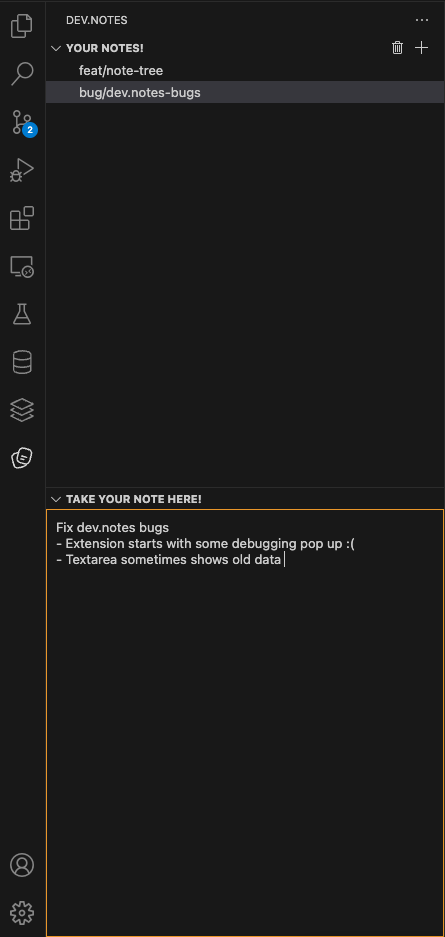 DEV.NOTES
YOUR NOTES!
feat/note-tree
bug/dev.notes-bugs
2
TAKE YOUR NOTE HERE!
Fix dev.notes bugs
- Extension starts with some debugging pop up :(
- Textarea sometimes shows old data